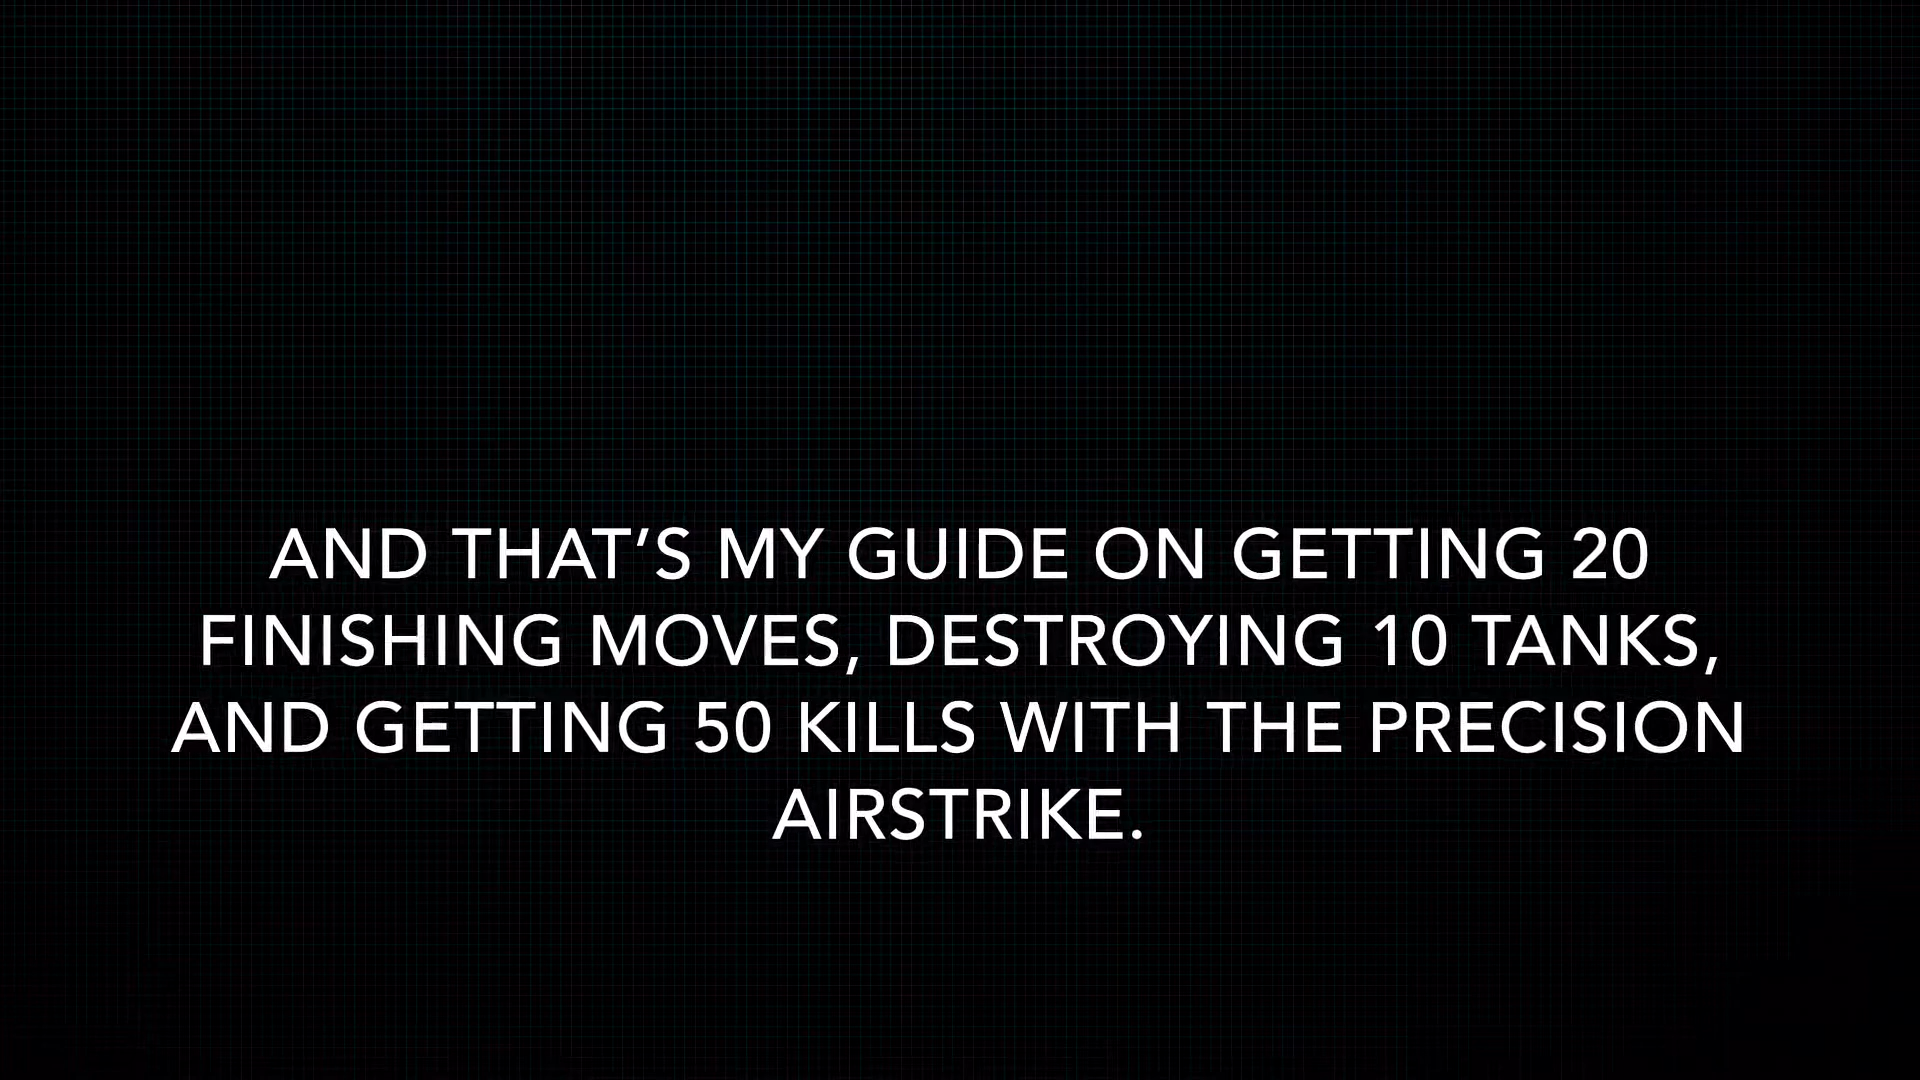 AND THAT’S MY GUIDE ON GETTING 20
FINISHING MOVES, DESTROYING 10 TANKS,
AND GETTING 50 KILLS WITH THE PRECISION
AIRSTRIKE.